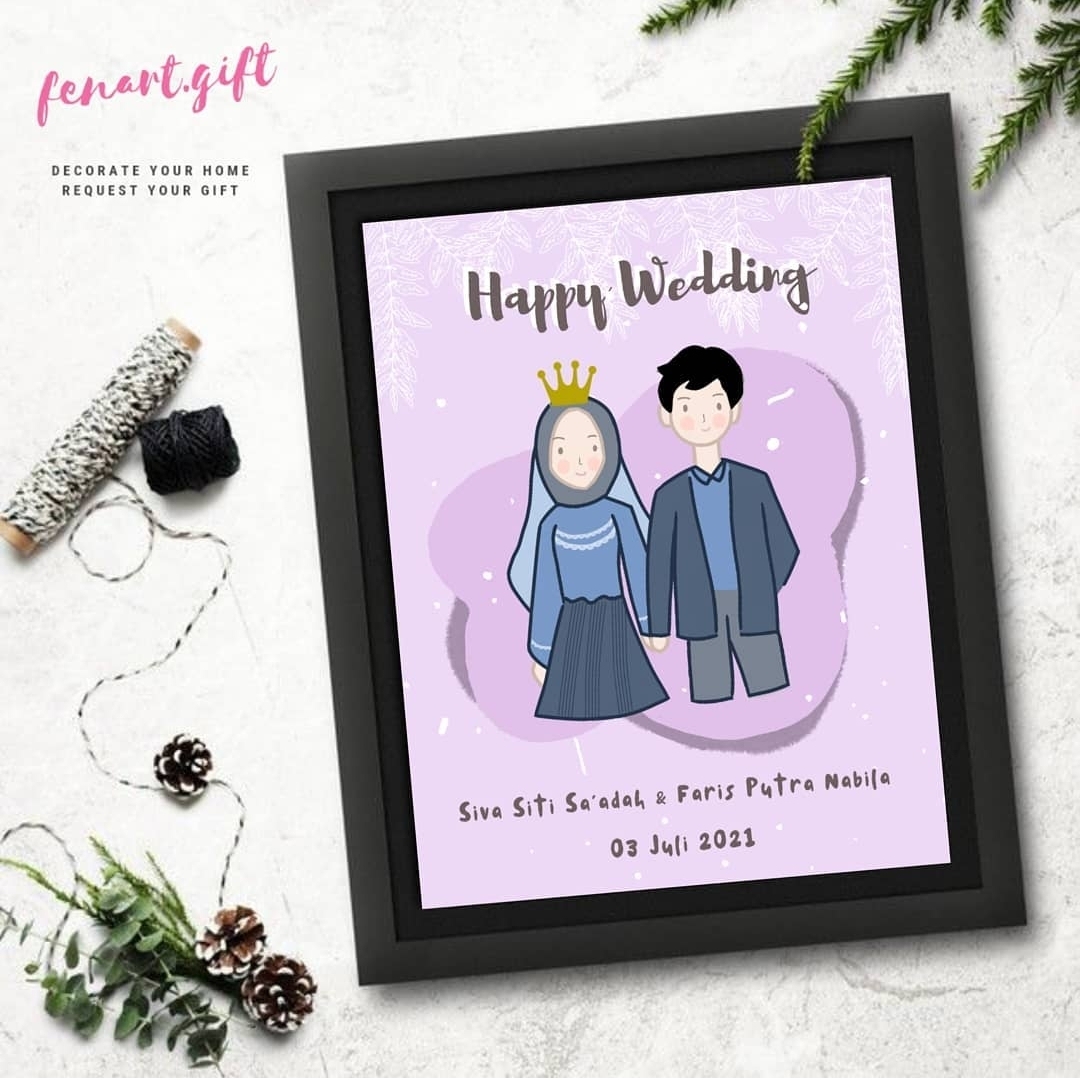 fenart.gift
DECORATE YOUR HOME
REQUEST YOUR GIFT
Happy Wedding
Siva Siti Sa'adah & Faris Putra Nabila
03 Juli 2021